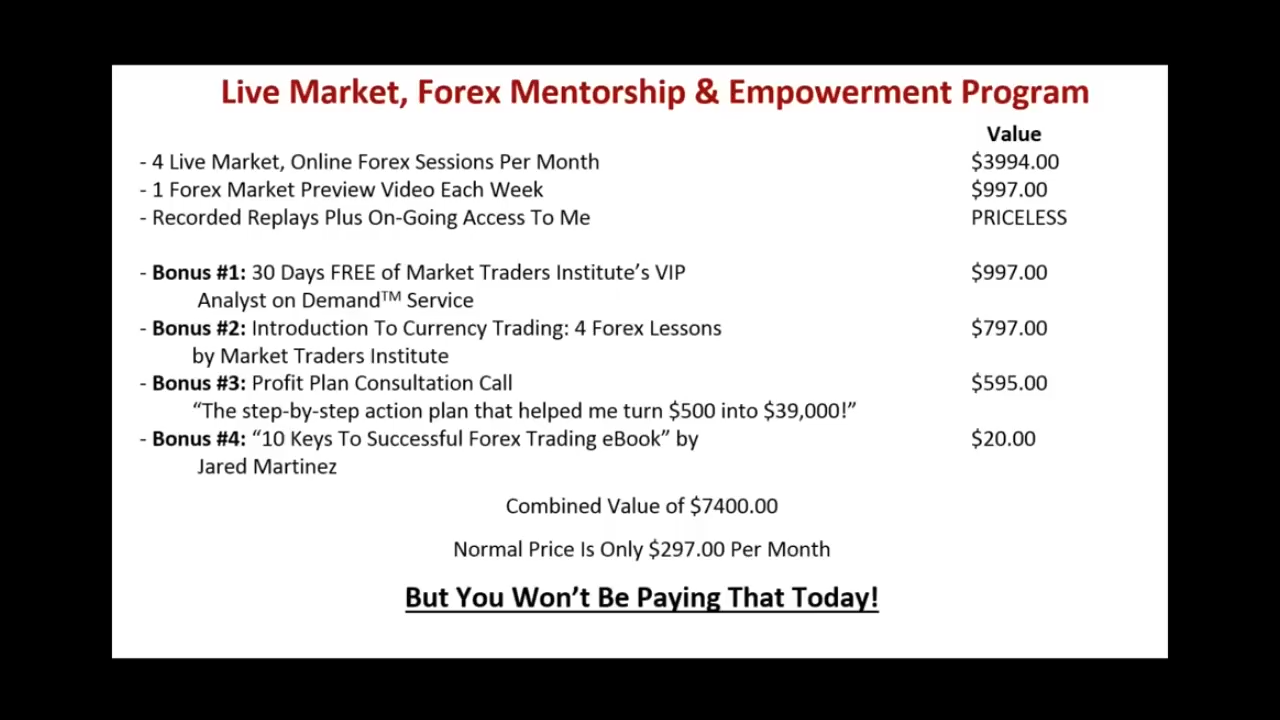 Live Market, Forex Mentorship & Empowerment Program
Value
- 4 Live Market, Online Forex Sessions Per Month $3994.00
- 1 Forex Market Preview Video Each Week $997.00
- Recorded Replays Plus On-Going Access To Me PRICELESS
- Bonus #1: 30 Days FREE of Market Traders Institute’s VIP $997.00
Analyst on Demand™ Service
- Bonus #2: Introduction To Currency Trading: 4 Forex Lessons $797.00
by Market Traders Institute
- Bonus #3: Profit Plan Consultation Call $595.00
“The step-by-step action plan that helped me turn $500 into $39,000!”
- Bonus #4: “10 Keys To Successful Forex Trading eBook” by $20.00
Jared Martinez
Combined Value of $7400.00
Normal Price Is Only $297.00 Per Month
But You Won’t Be Paying That Today!